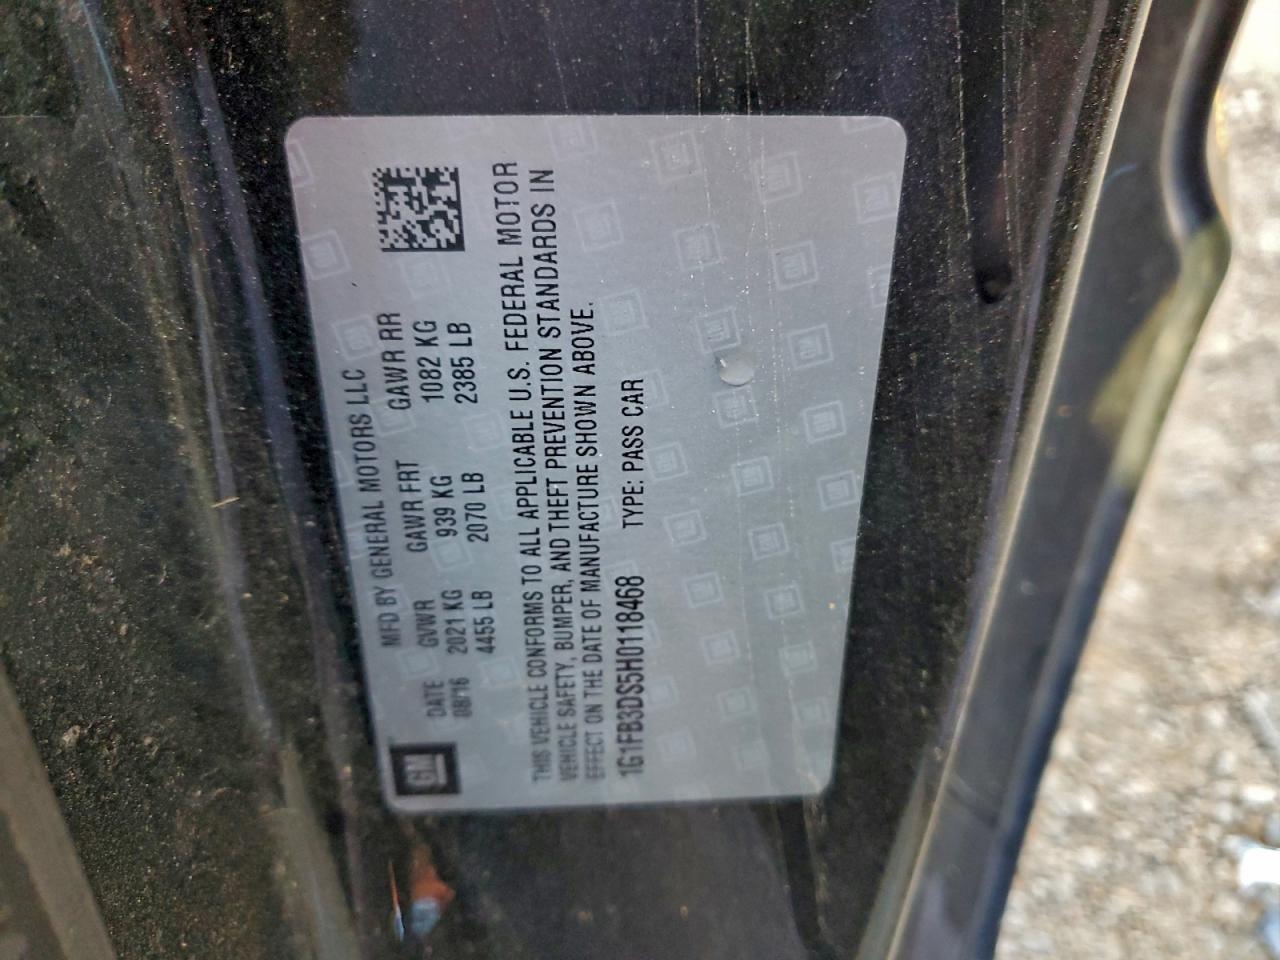 MFD BY GENERAL MOTORS LLC
DATE GVWR GAWR FRT GAWR RR
08/16 2021 KG 939 KG 1082 KG
4455 LB 2070 LB 2385 LB
GM
THIS VEHICLE CONFORMS TO ALL APPLICABLE U.S. FEDERAL MOTOR
VEHICLE SAFETY, BUMPER, AND THEFT PREVENTION STANDARDS IN
EFFECT ON THE DATE OF MANUFACTURE SHOWN ABOVE.
1G1FB3DS5H0118468 TYPE: PASS CAR